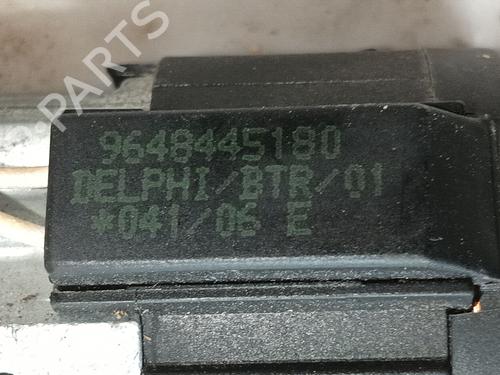 B PARTS
9648445180
DELPHI/BTR/01
*041/06 E